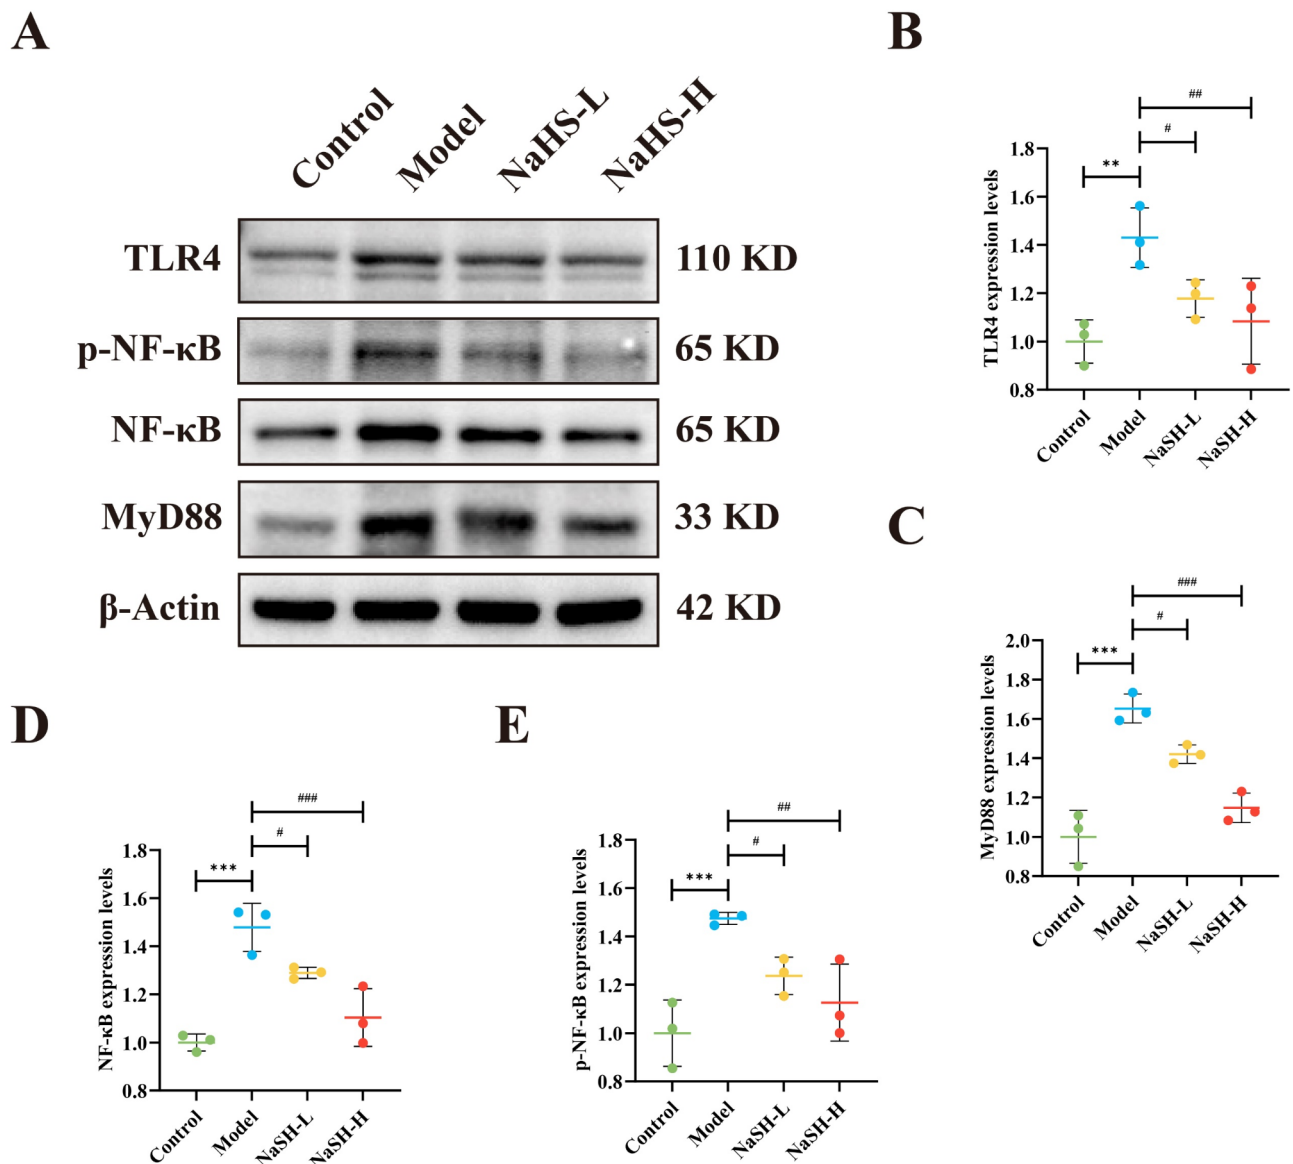 A
Control
Model
NaHS-L
NaHS-H
TLR4
110 KD
p-NF-κB
65 KD
NF-κB
65 KD
MyD88
33 KD
β-Actin
42 KD
B
##
#
**
TLR4 expression levels
1.8
1.6
1.4
1.2
1.0
0.8
Control
Model
NaSH-L
NaSH-H
C
###
#
***
MyD88 expression levels
2.0
1.8
1.6
1.4
1.2
1.0
0.8
Control
Model
NaSH-L
NaSH-H
D
###
#
***
NF-κB expression levels
1.8
1.6
1.4
1.2
1.0
0.8
Control
Model
NaSH-L
NaSH-H
E
##
#
***
p-NF-κB expression levels
1.8
1.6
1.4
1.2
1.0
0.8
Control
Model
NaSH-L
NaSH-H